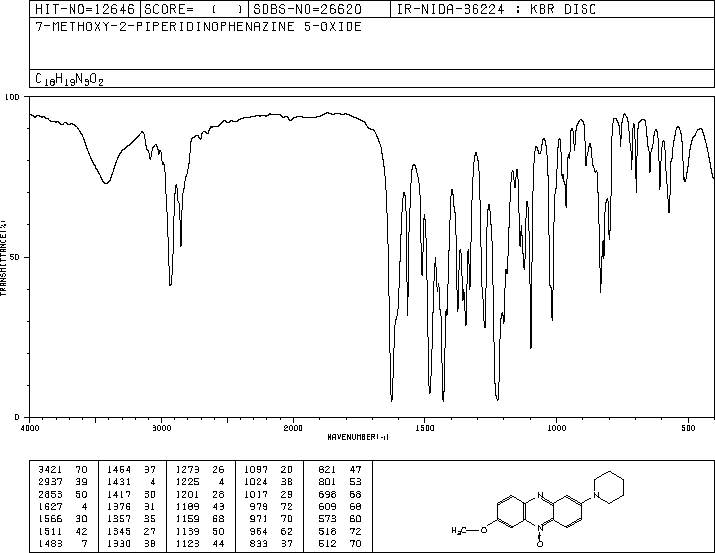 HIT-NO=12646 SCORE= ( ) SDBS-NO=26620 IR-NIDA-36224 : KBR DISC
7-METHOXY-2-PIPERIDINOPHENAZINE 5-OXIDE
C18H19N3O2
100
50
0
TRANSMITTANCE(%)
4000 3000 2000 1500 1000 500
WAVENUMBER(-1)
3421 70 1464 37 1273 26 1097 20 821 47
2937 39 1431 4 1225 4 1024 38 801 53
2853 50 1417 30 1201 28 1017 29 698 68
1627 4 1376 31 1189 43 979 72 609 68
1566 30 1357 35 1159 68 971 70 573 60
1511 42 1345 27 1139 50 964 62 518 72
1483 7 1330 38 1123 44 833 37 512 70
N N
H3C-O N
O